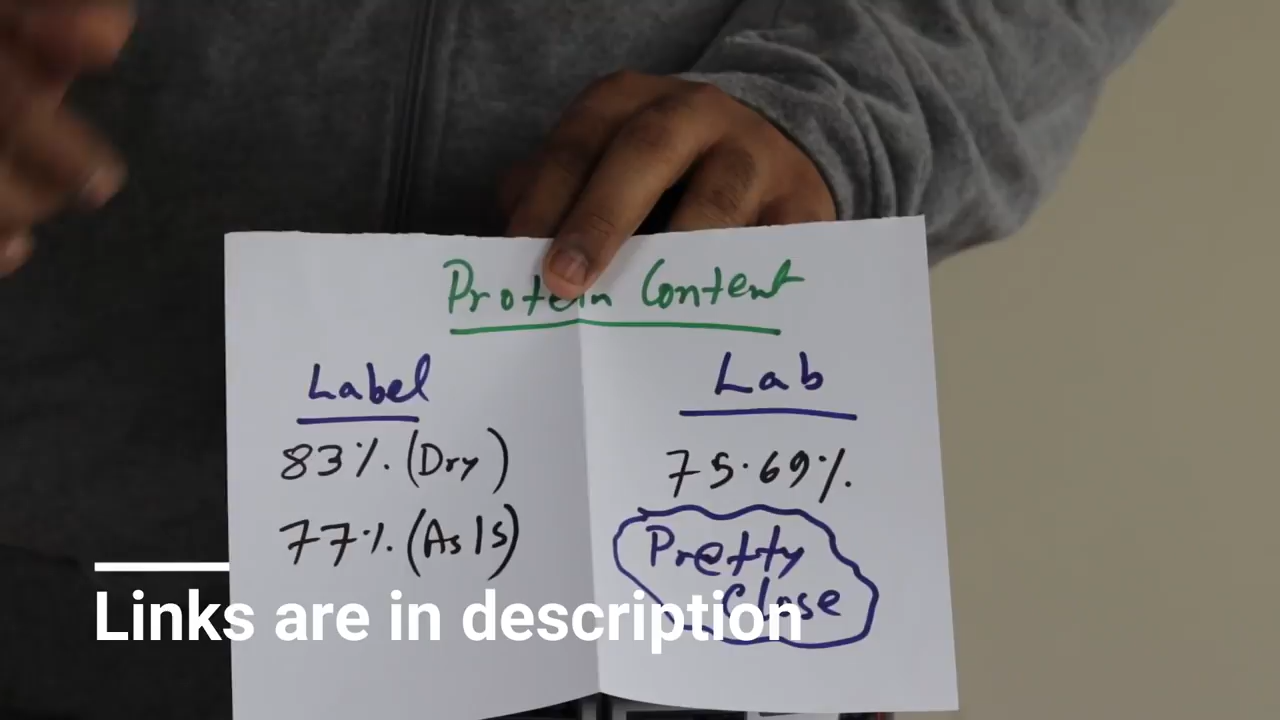 Protein Content
Label
83%. (Dry)
77%. (As Is)
Lab
75.69%.
Pretty
Close
Links are in description